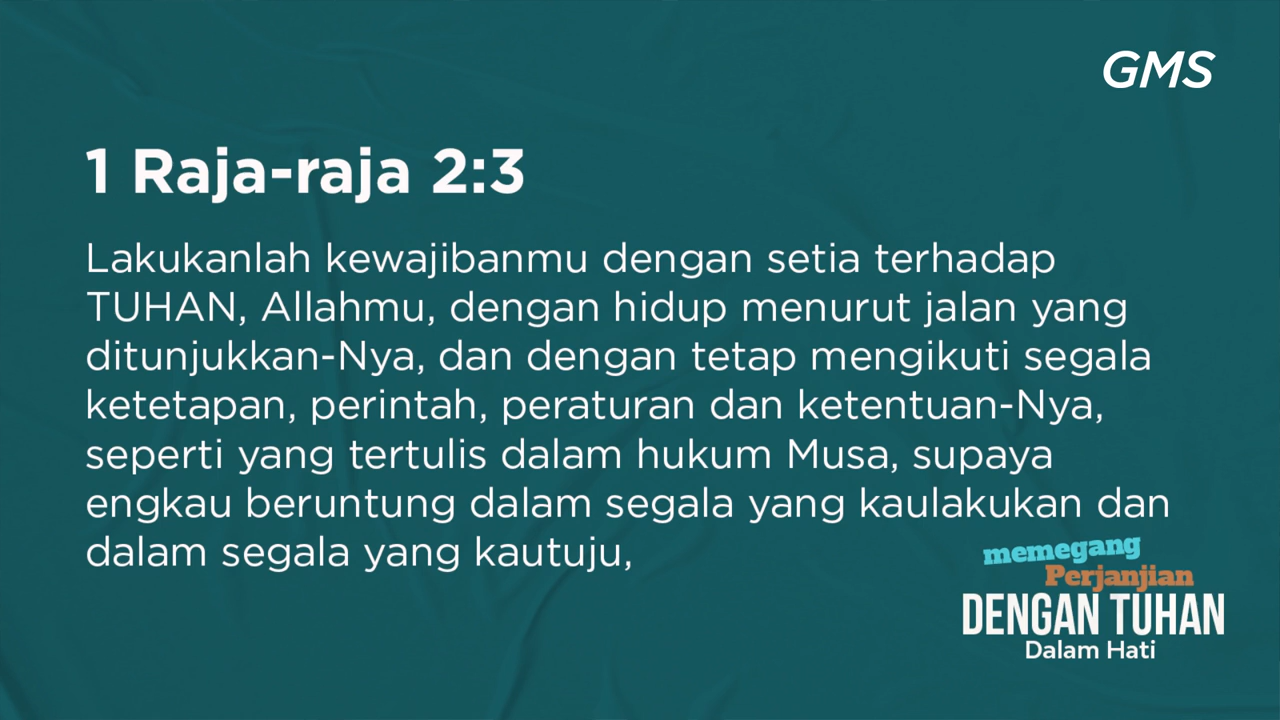 GMS
1 Raja-raja 2:3
Lakukanlah kewajibanmu dengan setia terhadap
TUHAN, Allahmu, dengan hidup menurut jalan yang
ditunjukkan-Nya, dan dengan tetap mengikuti segala
ketetapan, perintah, peraturan dan ketentuan-Nya,
seperti yang tertulis dalam hukum Musa, supaya
engkau beruntung dalam segala yang kaulakukan dan
dalam segala yang kautuju,
memegang
Perjanjian
DENGAN TUHAN
Dalam Hati